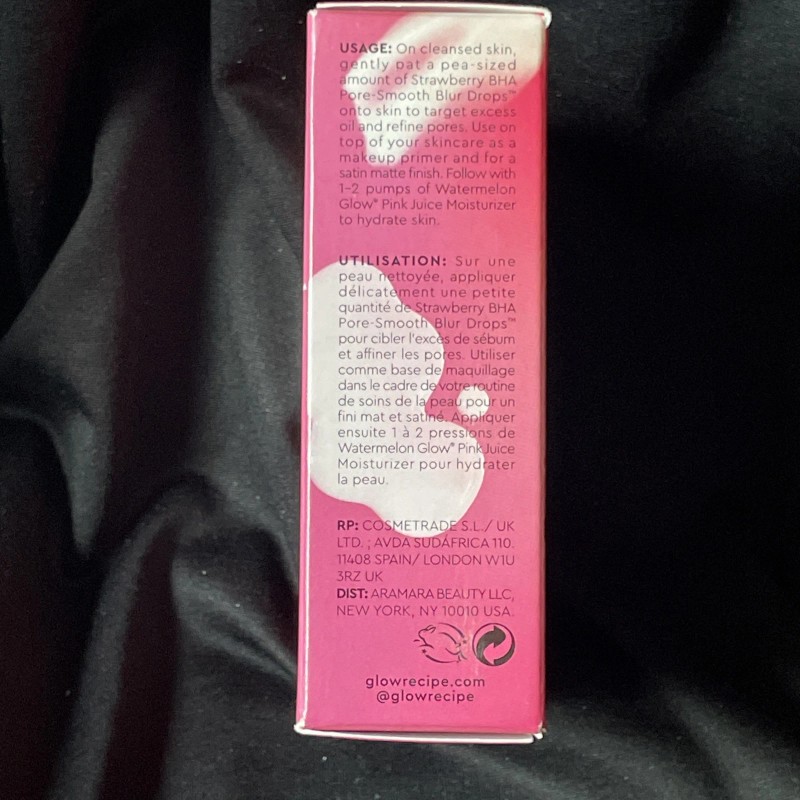 USAGE: On cleansed skin,
gently pat a pea-sized
amount of Strawberry BHA
Pore-Smooth Blur Drops™
onto skin to target excess
oil and refine pores. Use on
top of your skincare as a
makeup primer and for a
satin matte finish. Follow with
1-2 pumps of Watermelon
Glow® Pink Juice Moisturizer
to hydrate skin.
UTILISATION: Sur une
peau nettoyée, appliquer
délicatement une petite
quantité de Strawberry BHA
Pore-Smooth Blur Drops™
pour cibler l'excès de sébum
et affiner les pores. Utiliser
comme base de maquillage
dans le cadre de votre routine
de soins de la peau pour un
fini mat et satiné. Appliquer
ensuite 1 à 2 pressions de
Watermelon Glow® Pink Juice
Moisturizer pour hydrater
la peau.
RP: COSMETRADE S.L./ UK
LTD. ; AVDA SUDÁFRICA 110.
11408 SPAIN/ LONDON W1U
3RZ UK
DIST: ARAMARA BEAUTY LLC,
NEW YORK, NY 10010 USA.
glowrecipe.com
@glowrecipe